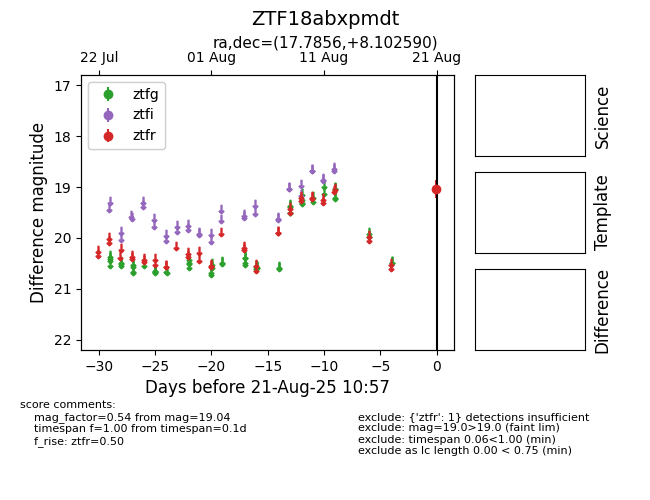 ZTF18abxpmdt
ra,dec=(17.7856,+8.102590)
22 Jul 01 Aug 11 Aug 21 Aug
17
18
19
20
21
22
Difference magnitude
ztfg
ztfi
ztfr
−30 −25 −20 −15 −10 −5 0
Days before 21-Aug-25 10:57
Science
Template
Difference
score comments:
mag_factor=0.54 from mag=19.04
timespan f=1.00 from timespan=0.1d
f_rise: ztfr=0.50
exclude: {'ztfr': 1} detections insufficient
exclude: mag=19.0>19.0 (faint lim)
exclude: timespan 0.06<1.00 (min)
exclude as lc length 0.00 < 0.75 (min)